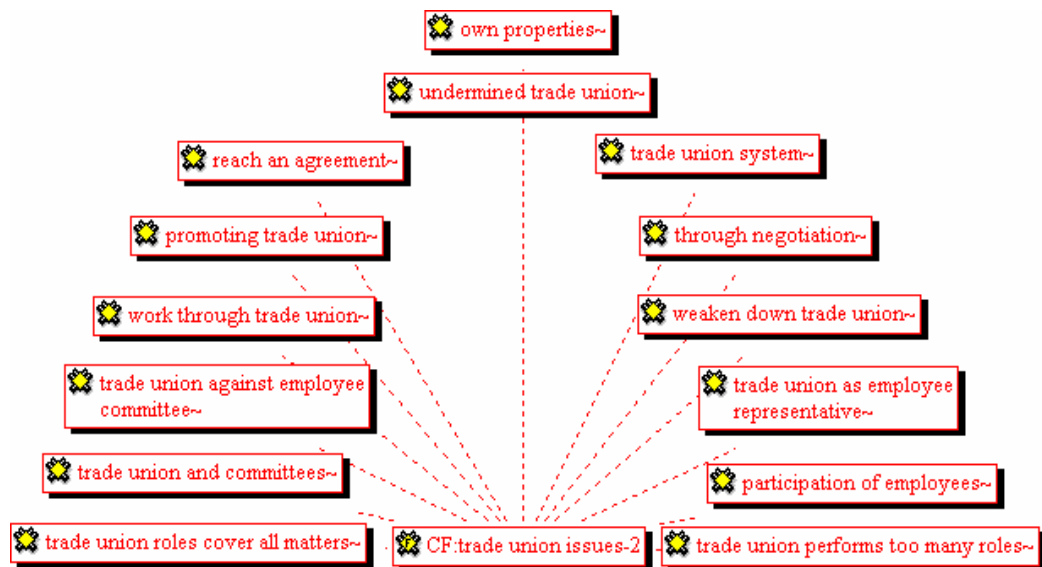 own properties~
undermined trade union~
reach an agreement~
trade union system~
promoting trade union~
through negotiation~
work through trade union~
weaken down trade union~
trade union against employee
committee~
trade union as employee
representative~
trade union and committees~
participation of employees~
trade union roles cover all matters~
CF:trade union issues-2
trade union performs too many roles~